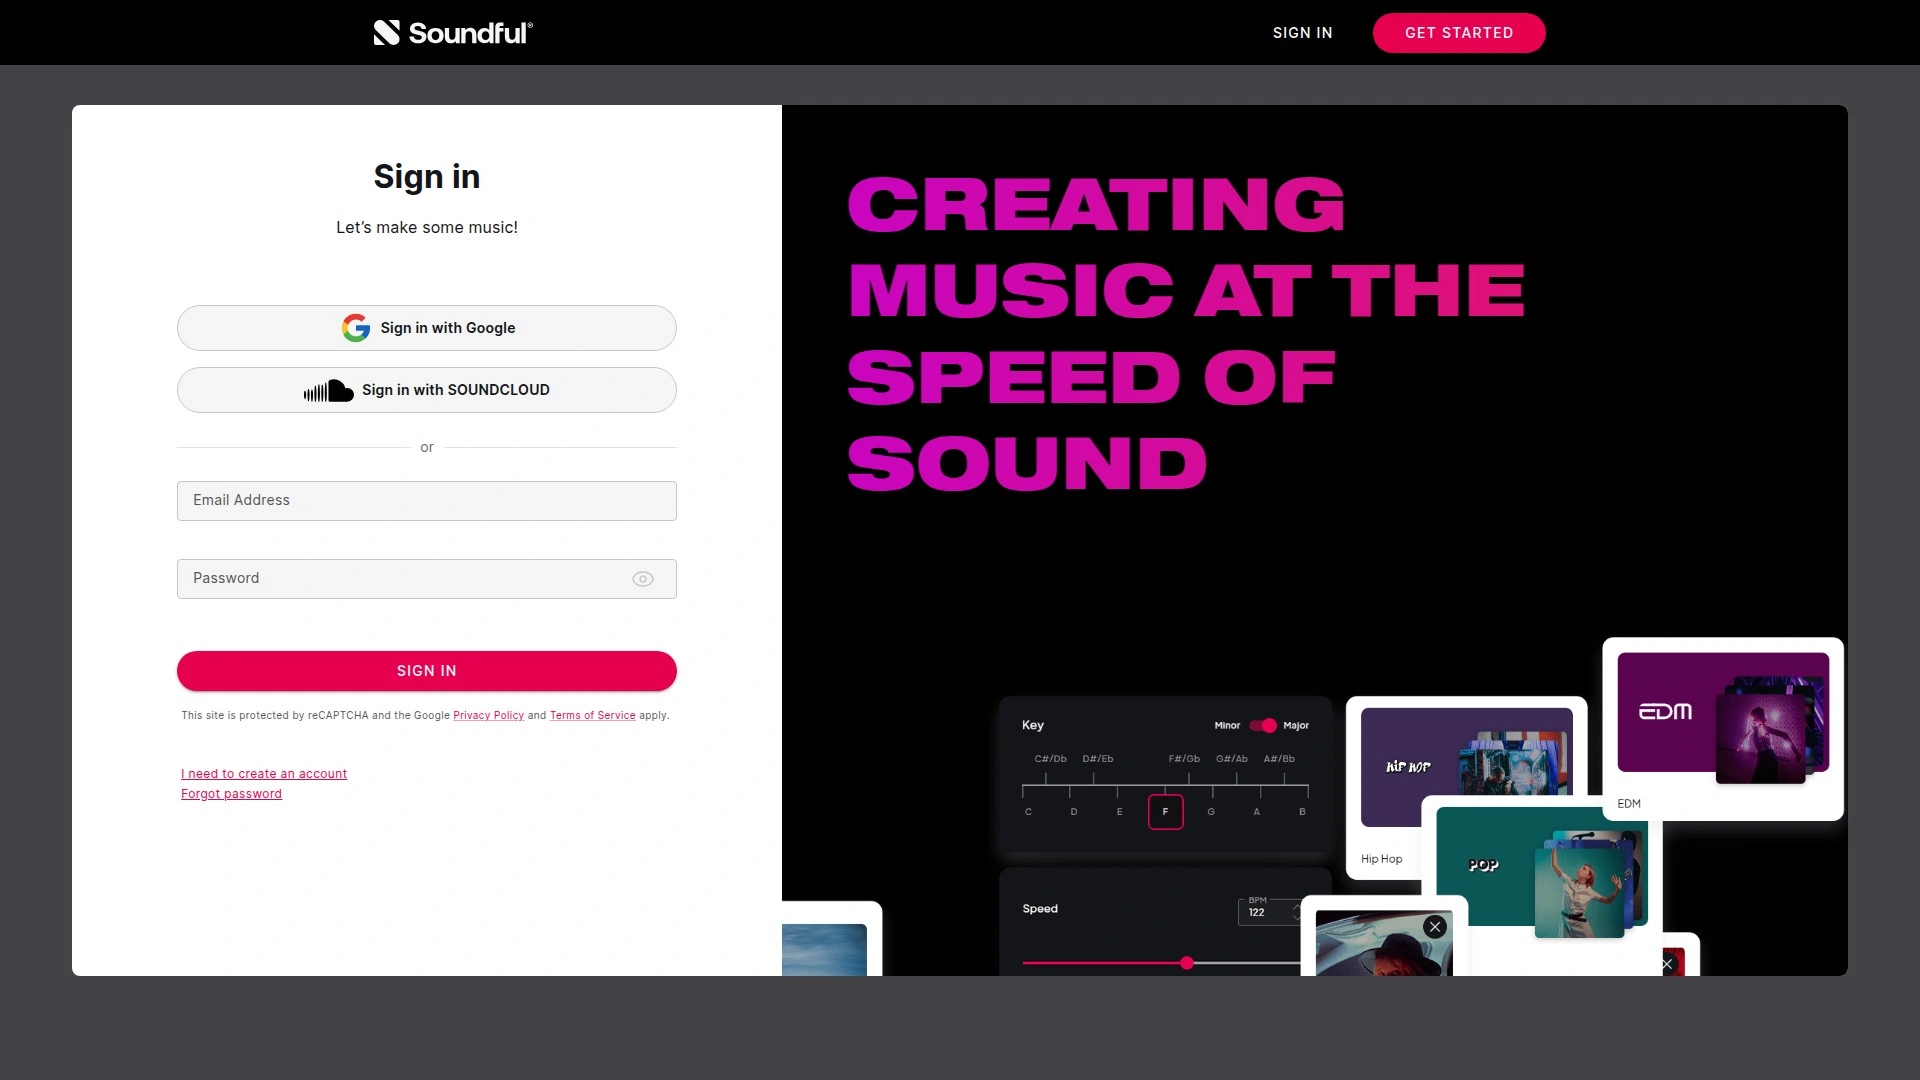 Soundful®
SIGN IN
GET STARTED
Sign in
Let’s make some music!
Sign in with Google
Sign in with SOUNDCLOUD
or
Email Address
Password
SIGN IN
This site is protected by reCAPTCHA and the Google Privacy Policy and Terms of Service apply.
I need to create an account
Forgot password
CREATING
MUSIC AT THE
SPEED OF
SOUND
Key
Minor
Major
C#/Db D#/Eb F#/Gb G#/Ab A#/Bb
C D E F G A B
Speed
BPM
122
HIP HOP
Hip Hop
POP
EDM
EDM